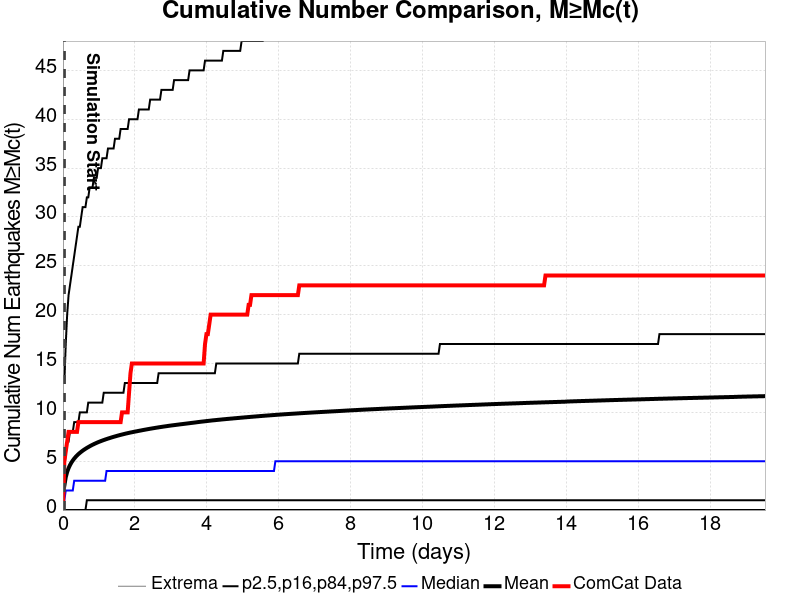 Cumulative Number Comparison, M≥Mc(t)
Cumulative Num Earthquakes M≥Mc(t)
45
40
35
30
25
20
15
10
5
0
Simulation Start
0 2 4 6 8 10 12 14 16 18
Time (days)
Extrema p2.5,p16,p84,p97.5 Median Mean ComCat Data